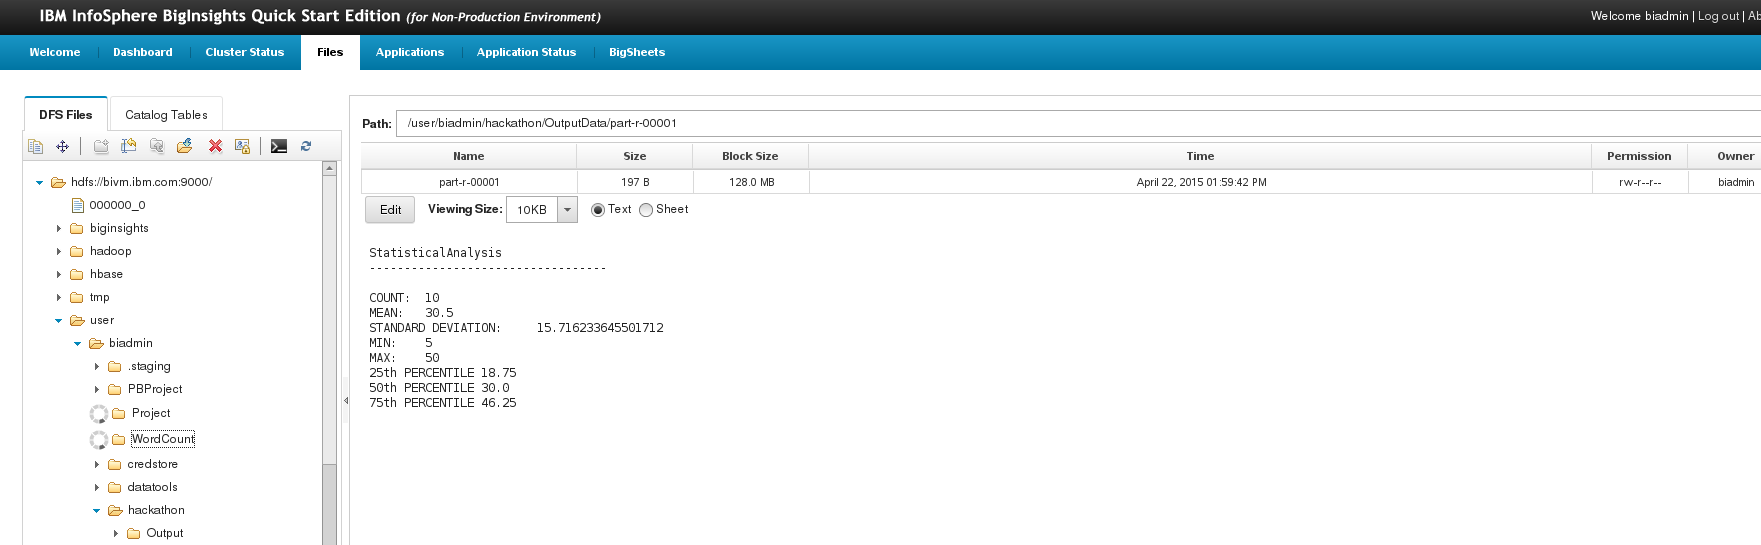 IBM InfoSphere BigInsights Quick Start Edition (for Non-Production Environment)
Welcome biadmin | Log out | Ab
Welcome Dashboard Cluster Status Files Applications Application Status BigSheets
DFS Files Catalog Tables
hdfs://bivm.ibm.com:9000/
000000_0
biginsights
hadoop
hbase
tmp
user
biadmin
.staging
PBProject
Project
WordCount
credstore
datatools
hackathon
Output
Path: /user/biadmin/hackathon/OutputData/part-r-00001
Name Size Block Size Time Permission Owner
part-r-00001 197 B 128.0 MB April 22, 2015 01:59:42 PM rw-r--r-- biadmin
Edit Viewing Size: 10KB Text Sheet
StatisticalAnalysis
----------------------------------
COUNT: 10
MEAN: 30.5
STANDARD DEVIATION: 15.716233645501712
MIN: 5
MAX: 50
25th PERCENTILE 18.75
50th PERCENTILE 30.0
75th PERCENTILE 46.25